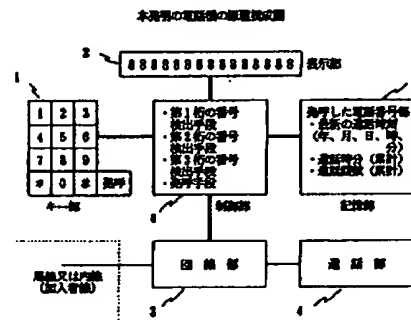 本発明の電話機の原理構成図
2
8888888888888888 表示部
1
1 2 3
4 5 6
7 8 9
* 0 # 発呼
キー部
・第1桁の番号
検出手段
・第2桁の番号
検出手段
・第3桁の番号
検出手段
・発呼手段
制御部
発呼した電話番号部
・最新の通話時刻
(年、月、日、時、
分)
・通話時分(累計)
・通話度数(累計)
記憶部
局線又は内線
(加入者線)
回線部
3
通話部
4